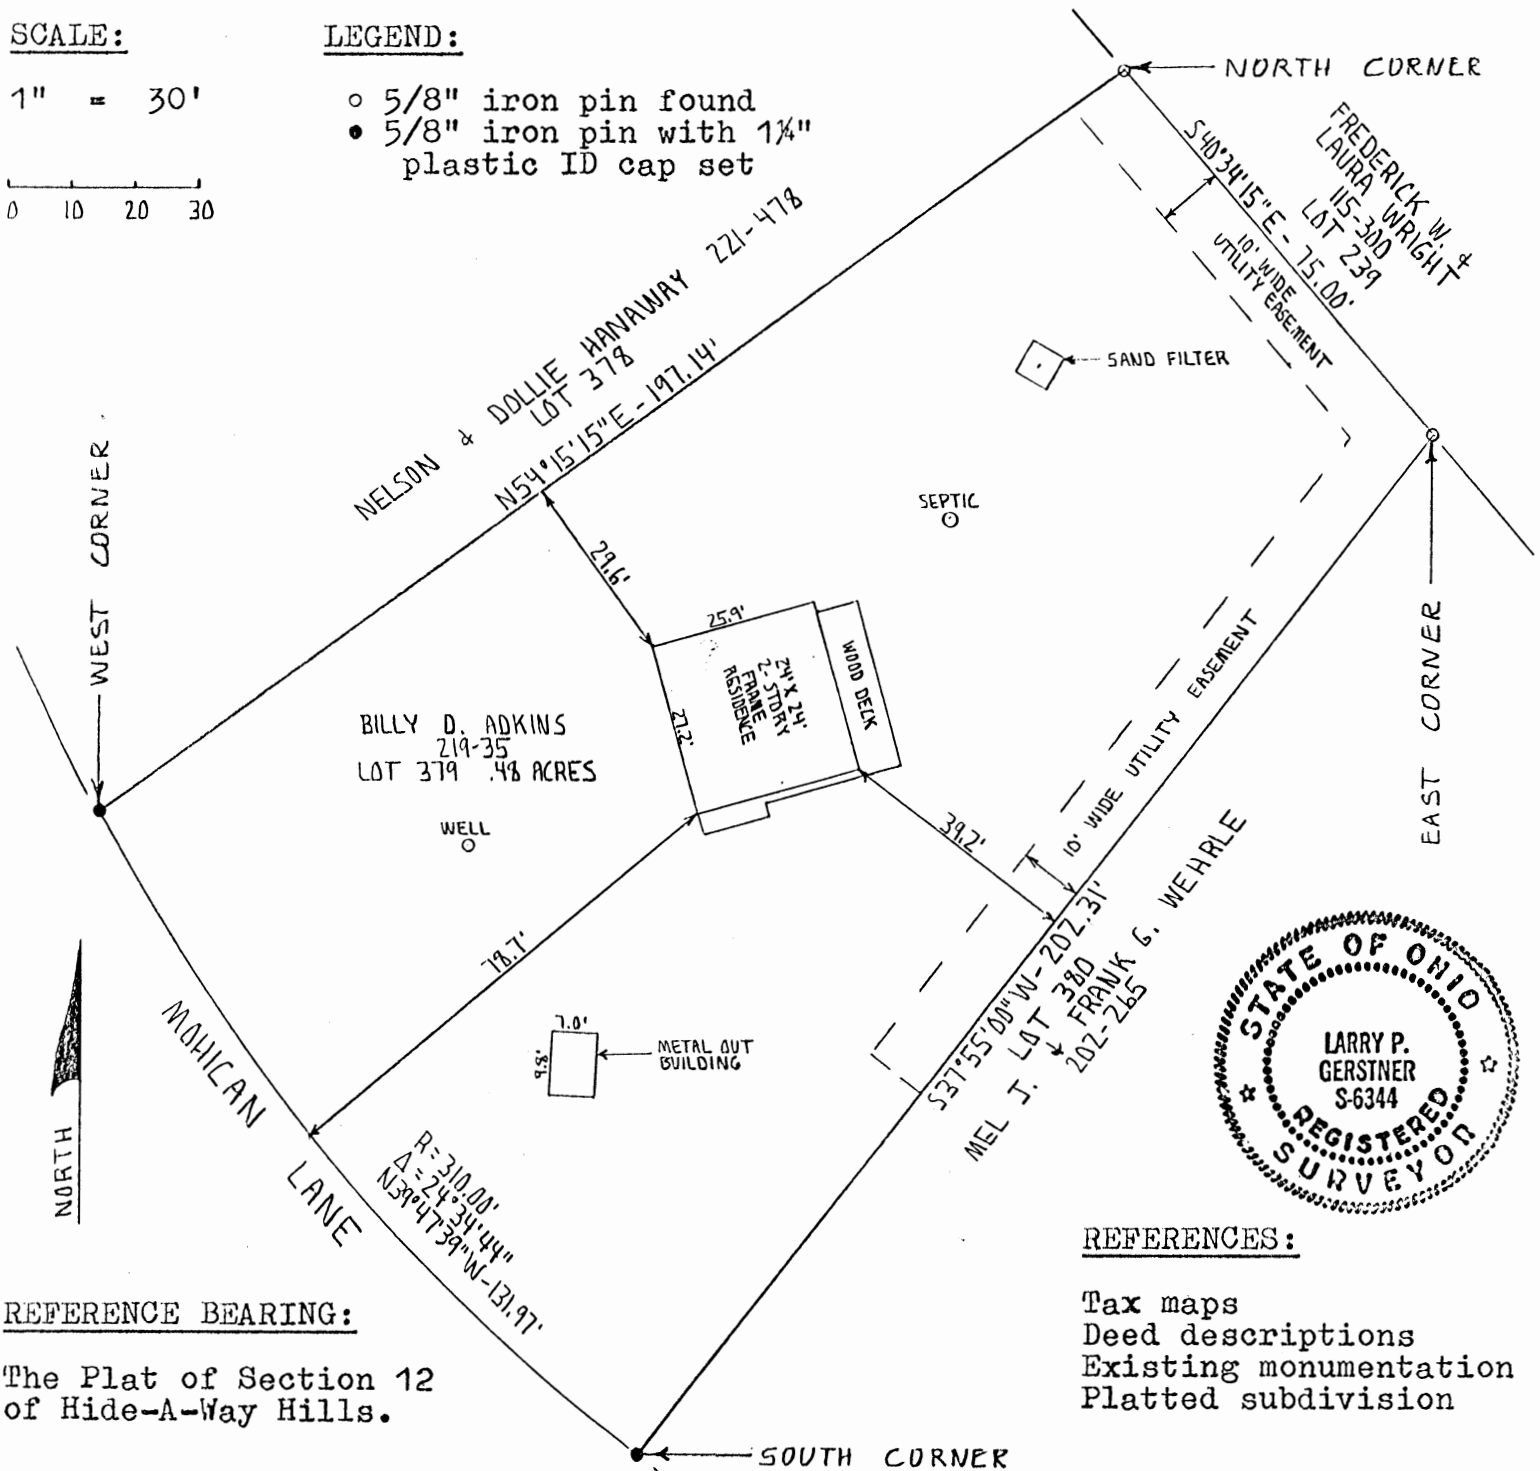 SCALE:
1" = 30'
0 10 20 30
LEGEND:
○ 5/8" iron pin found
● 5/8" iron pin with 1¼"
plastic ID cap set
NORTH CORNER
FREDERICK W. &
LAURA WRIGHT
115-300
LOT 239
S40°34'15"E - 75.00'
10' WIDE
UTILITY EASEMENT
SAND FILTER
NELSON & DOLLIE HANAWAY 221-478
LOT 378
N54°15'15"E - 197.14'
SEPTIC
WEST CORNER
29.6'
25.9'
24' X 24'
2-STORY
FRAME
RESIDENCE
27.2'
WOOD DECK
BILLY D. ADKINS
219-35
LOT 379 .48 ACRES
WELL
39.2'
10' WIDE UTILITY EASEMENT
EAST CORNER
S37°55'00"W - 202.31'
LOT 380
MEL J. & FRANK G. WEHRLE
202-265
78.7'
7.0'
9.8'
METAL OUT
BUILDING
MOHICAN LANE
R = 310.00'
Δ = 24°34'44"
N39°47'39"W - 131.97'
NORTH
STATE OF OHIO
LARRY P.
GERSTNER
S-6344
REGISTERED
SURVEYOR
REFERENCE BEARING:
The Plat of Section 12
of Hide-A-Way Hills.
REFERENCES:
Tax maps
Deed descriptions
Existing monumentation
Platted subdivision
SOUTH CORNER